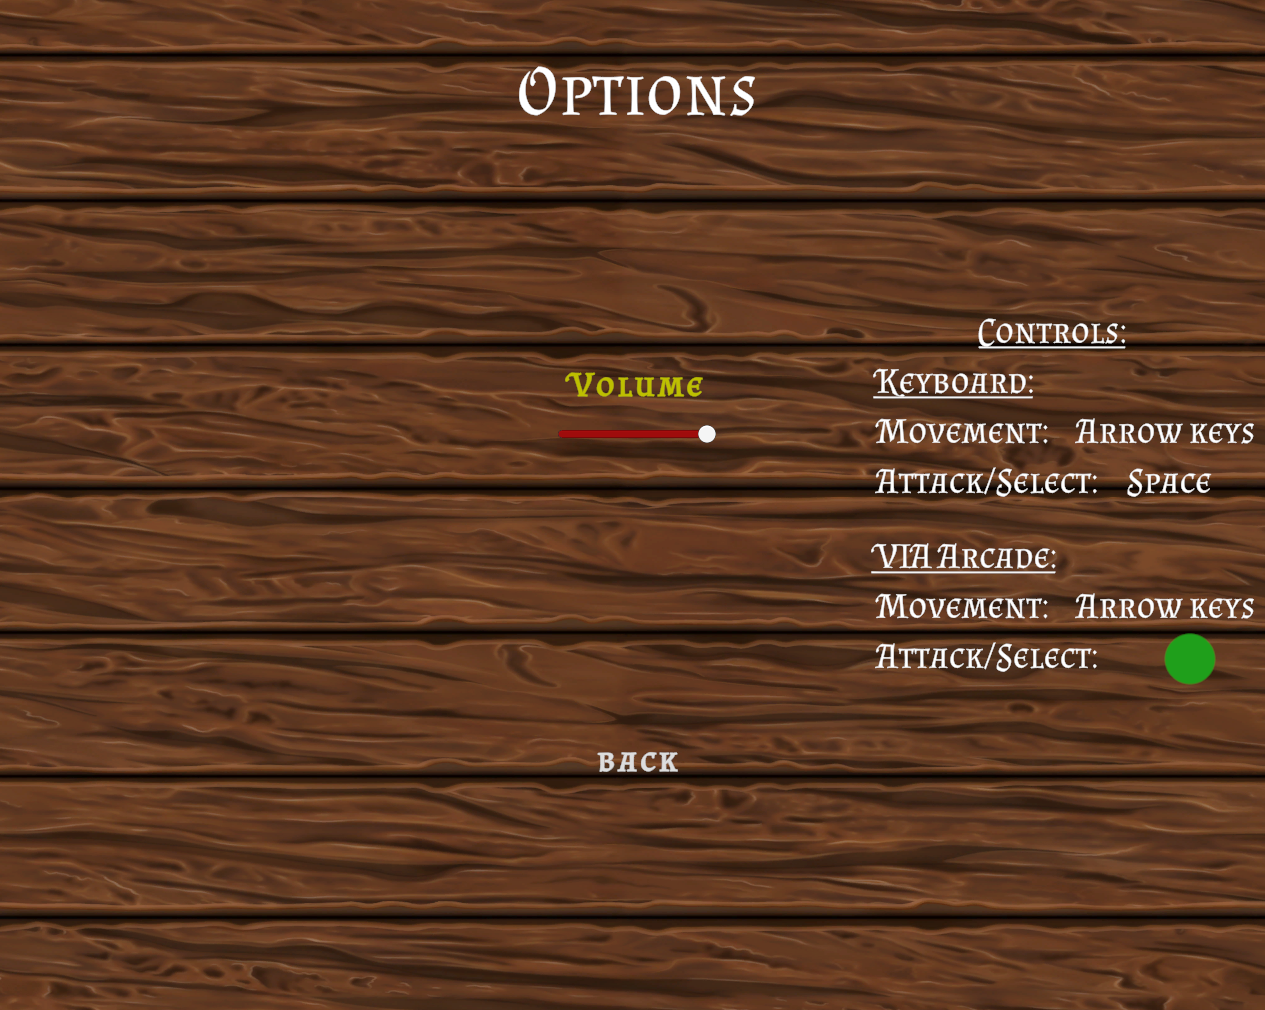 Options
Volume
Controls:
Keyboard:
Movement: Arrow keys
Attack/Select: Space
VIA Arcade:
Movement: Arrow keys
Attack/Select:
back